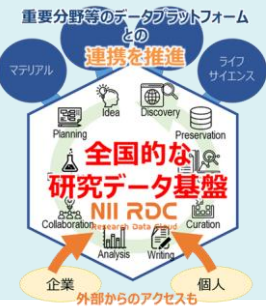 重要分野等のデータプラットフォーム
との
連携を推進
マテリアル
ライフ
サイエンス
Idea
Discovery
Planning
Preservation
全国的な
研究データ基盤
NII RDC
Research Data Cloud
Collaboration
Curation
Analysis
Writing
企業
個人
外部からのアクセスも